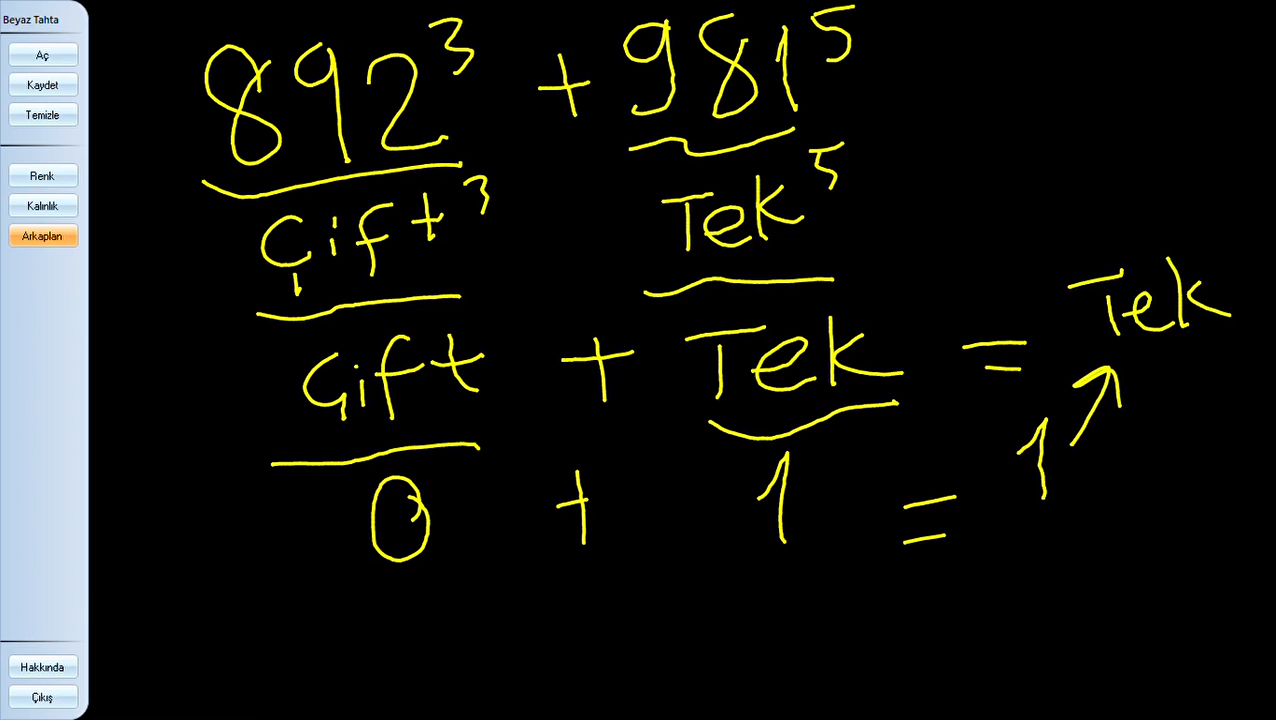 Beyaz Tahta
Aç
Kaydet
Temizle
Renk
Kalınlık
Arkaplan
Hakkında
Çıkış
892³ + 981⁵
Çift³ Tek⁵
Çift + Tek = Tek
0 + 1 = 1